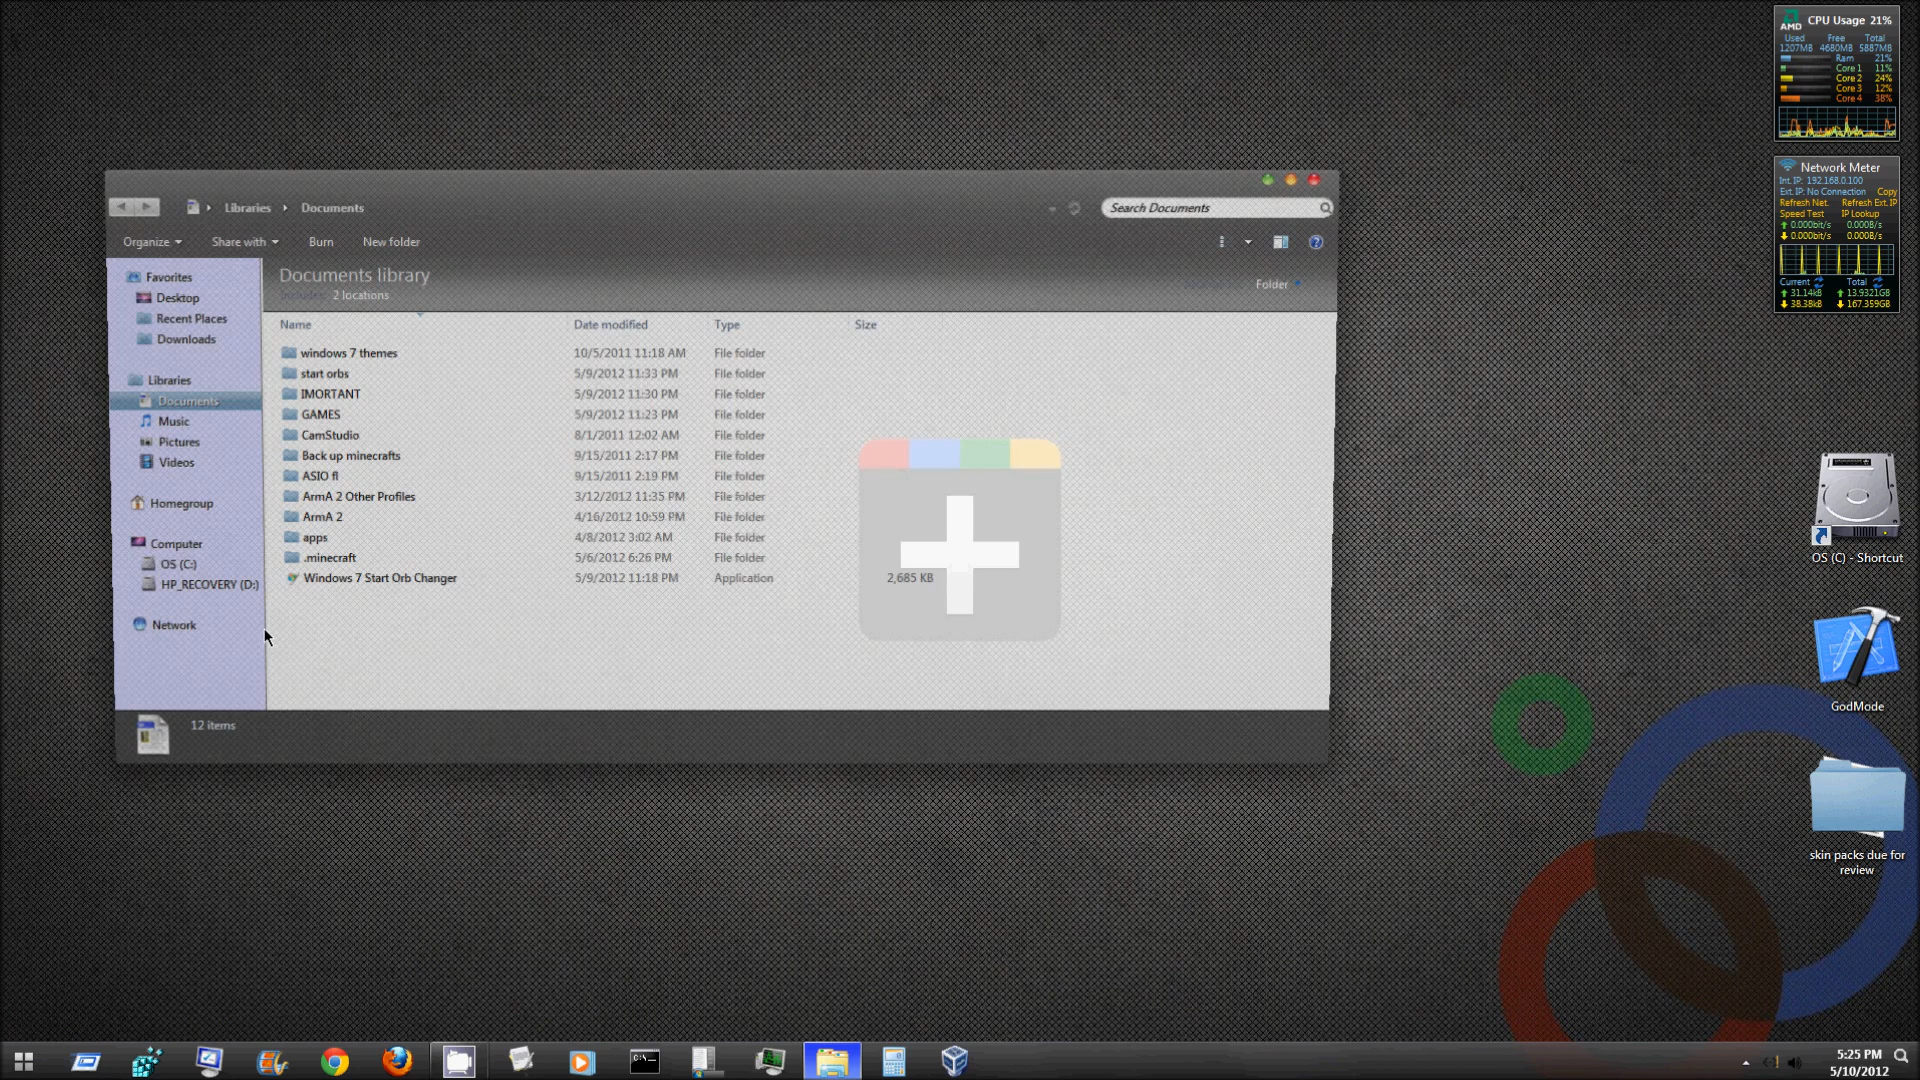 CPU Usage 21%
AMD
Used Free Total
1207MB 4680MB 5887MB
Ram 21%
Core 1 11%
Core 2 24%
Core 3 12%
Core 4 38%
Network Meter
Int. IP: 192.168.0.100
Ext. IP: No Connection Copy
Refresh Net. Refresh Ext. IP
Speed Test IP Lookup
0.000bit/s 0.000B/s
0.000bit/s 0.000B/s
Current Total
31.14kB 13.9321GB
38.38kB 167.359GB
Libraries Documents
Search Documents
Organize Share with Burn New folder
Documents library
Includes: 2 locations
Folder
Favorites
Desktop
Recent Places
Downloads
Libraries
Documents
Music
Pictures
Videos
Homegroup
Computer
OS (C:)
HP_RECOVERY (D:)
Network
Name Date modified Type Size
windows 7 themes 10/5/2011 11:18 AM File folder
start orbs 5/9/2012 11:33 PM File folder
IMORTANT 5/9/2012 11:30 PM File folder
GAMES 5/9/2012 11:23 PM File folder
CamStudio 8/1/2011 12:02 AM File folder
Back up minecrafts 9/15/2011 2:17 PM File folder
ASIO fl 9/15/2011 2:19 PM File folder
ArmA 2 Other Profiles 3/12/2012 11:35 PM File folder
ArmA 2 4/16/2012 10:59 PM File folder
apps 4/8/2012 3:02 AM File folder
.minecraft 5/6/2012 6:26 PM File folder
Windows 7 Start Orb Changer 5/9/2012 11:18 PM Application 2,685 KB
12 items
OS (C) - Shortcut
GodMode
skin packs due for
review
C:\
5:25 PM
5/10/2012